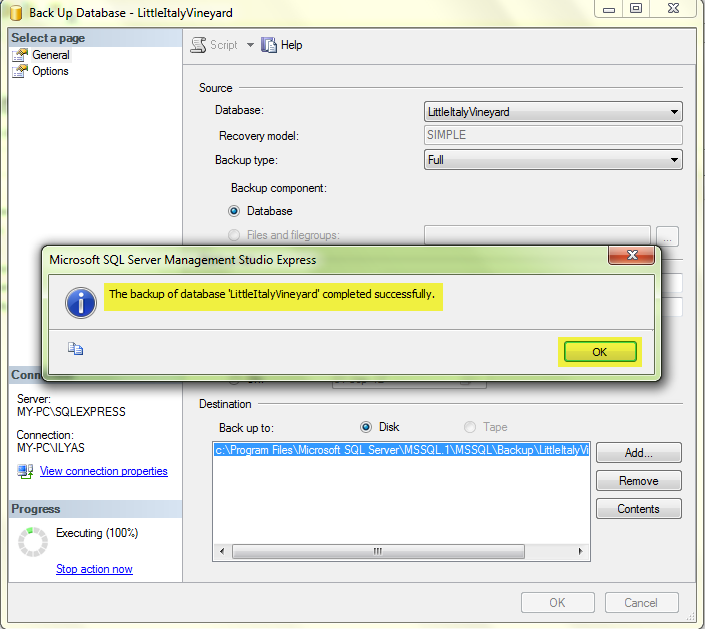 Back Up Database - LittleItalyVineyard
Select a page
General
Options
Script
Help
Source
Database:
LittleItalyVineyard
Recovery model:
SIMPLE
Backup type:
Full
Backup component:
Database
Files and filegroups:
...
Microsoft SQL Server Management Studio Express
The backup of database 'LittleItalyVineyard' completed successfully.
OK
Server:
MY-PC\SQLEXPRESS
Connection:
MY-PC\ILYAS
View connection properties
Progress
Executing (100%)
Stop action now
Destination
Back up to:
Disk
Tape
c:\Program Files\Microsoft SQL Server\MSSQL.1\MSSQL\Backup\LittleItalyVi
Add...
Remove
Contents
OK
Cancel